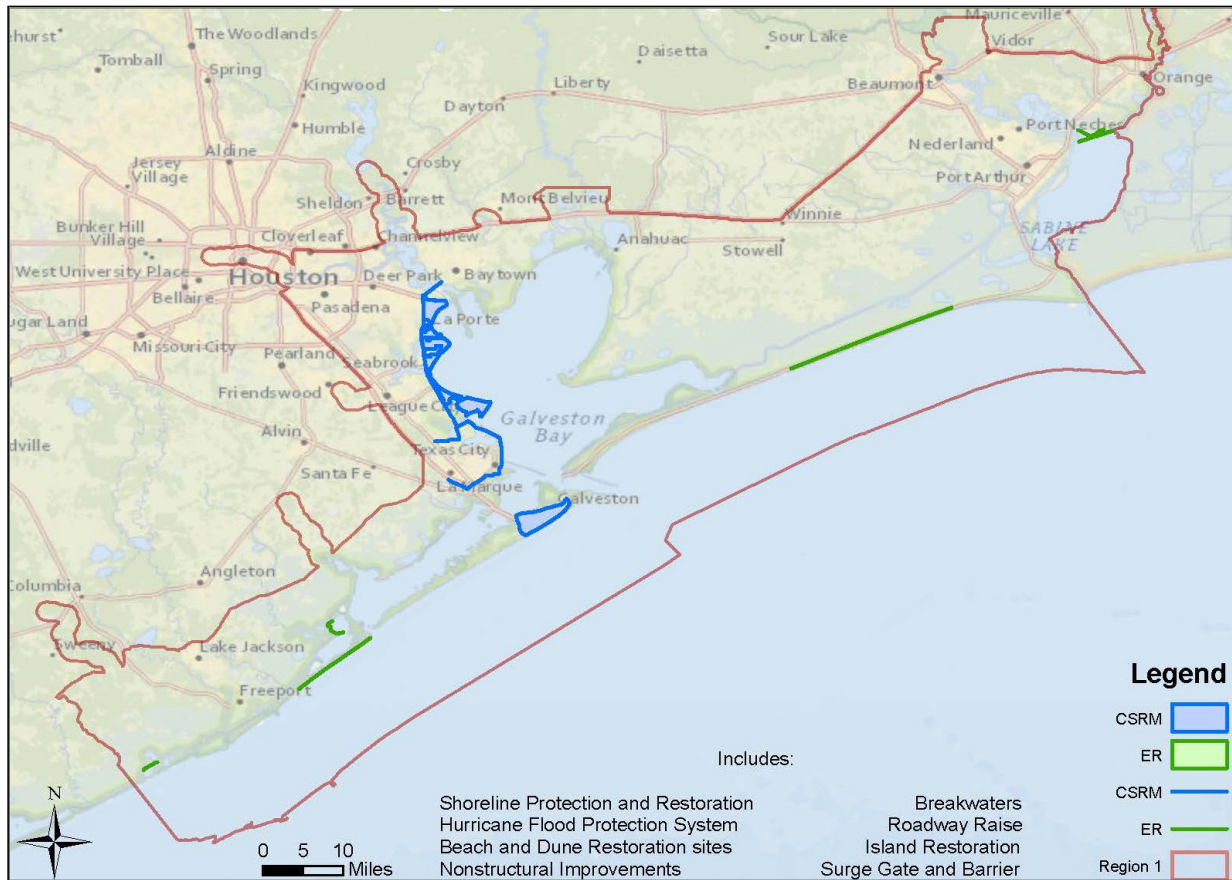 Mauriceville
ehurst
The Woodlands
Sour Lake
Vidor
Daisetta
Tomball
Spring
Kingwood
Beaumont
Orange
Liberty
Dayton
Humble
Port Neches
Nederland
Aldine
Jersey
Village
Crosby
Port Arthur
Sheldon
Barrett
Mont Belvieu
Winnie
Bunker Hill
Village
Cloverleaf
Channelview
Anahuac
Stowell
SABINE
LAKE
West University Place
Houston
Deer Park
Baytown
Bellaire
Pasadena
ugar Land
La Porte
Missouri City
Pearland
Seabrook
Friendswood
League City
Galveston
Bay
Alvin
dville
Texas City
Santa Fe
La Marque
Galveston
Angleton
Columbia
Sweeny
Lake Jackson
Freeport
Legend
CSRM
ER
CSRM
ER
Region 1
Includes:
Shoreline Protection and Restoration
Hurricane Flood Protection System
Beach and Dune Restoration sites
Nonstructural Improvements
Breakwaters
Roadway Raise
Island Restoration
Surge Gate and Barrier
N
0 5 10
Miles